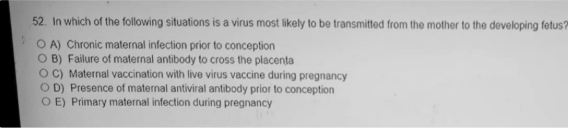 52. In which of the following situations is a virus most likely to be transmitted from the mother to the developing fetus?
A) Chronic maternal infection prior to conception
B) Failure of maternal antibody to cross the placenta
C) Maternal vaccination with live virus vaccine during pregnancy
D) Presence of maternal antiviral antibody prior to conception
E) Primary maternal infection during pregnancy